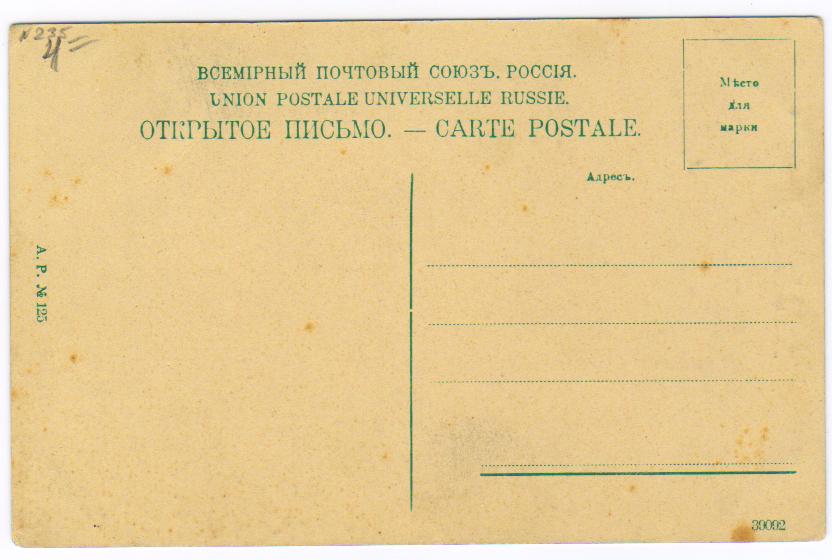 N 235
4=
ВСЕМІРНЫЙ ПОЧТОВЫЙ СОЮЗЪ. РОССІЯ.
UNION POSTALE UNIVERSELLE RUSSIE.
ОТКРЫТОЕ ПИСЬМО. — CARTE POSTALE.
Мѣсто
для
марки
Адресъ.
А. Р. № 125
39092